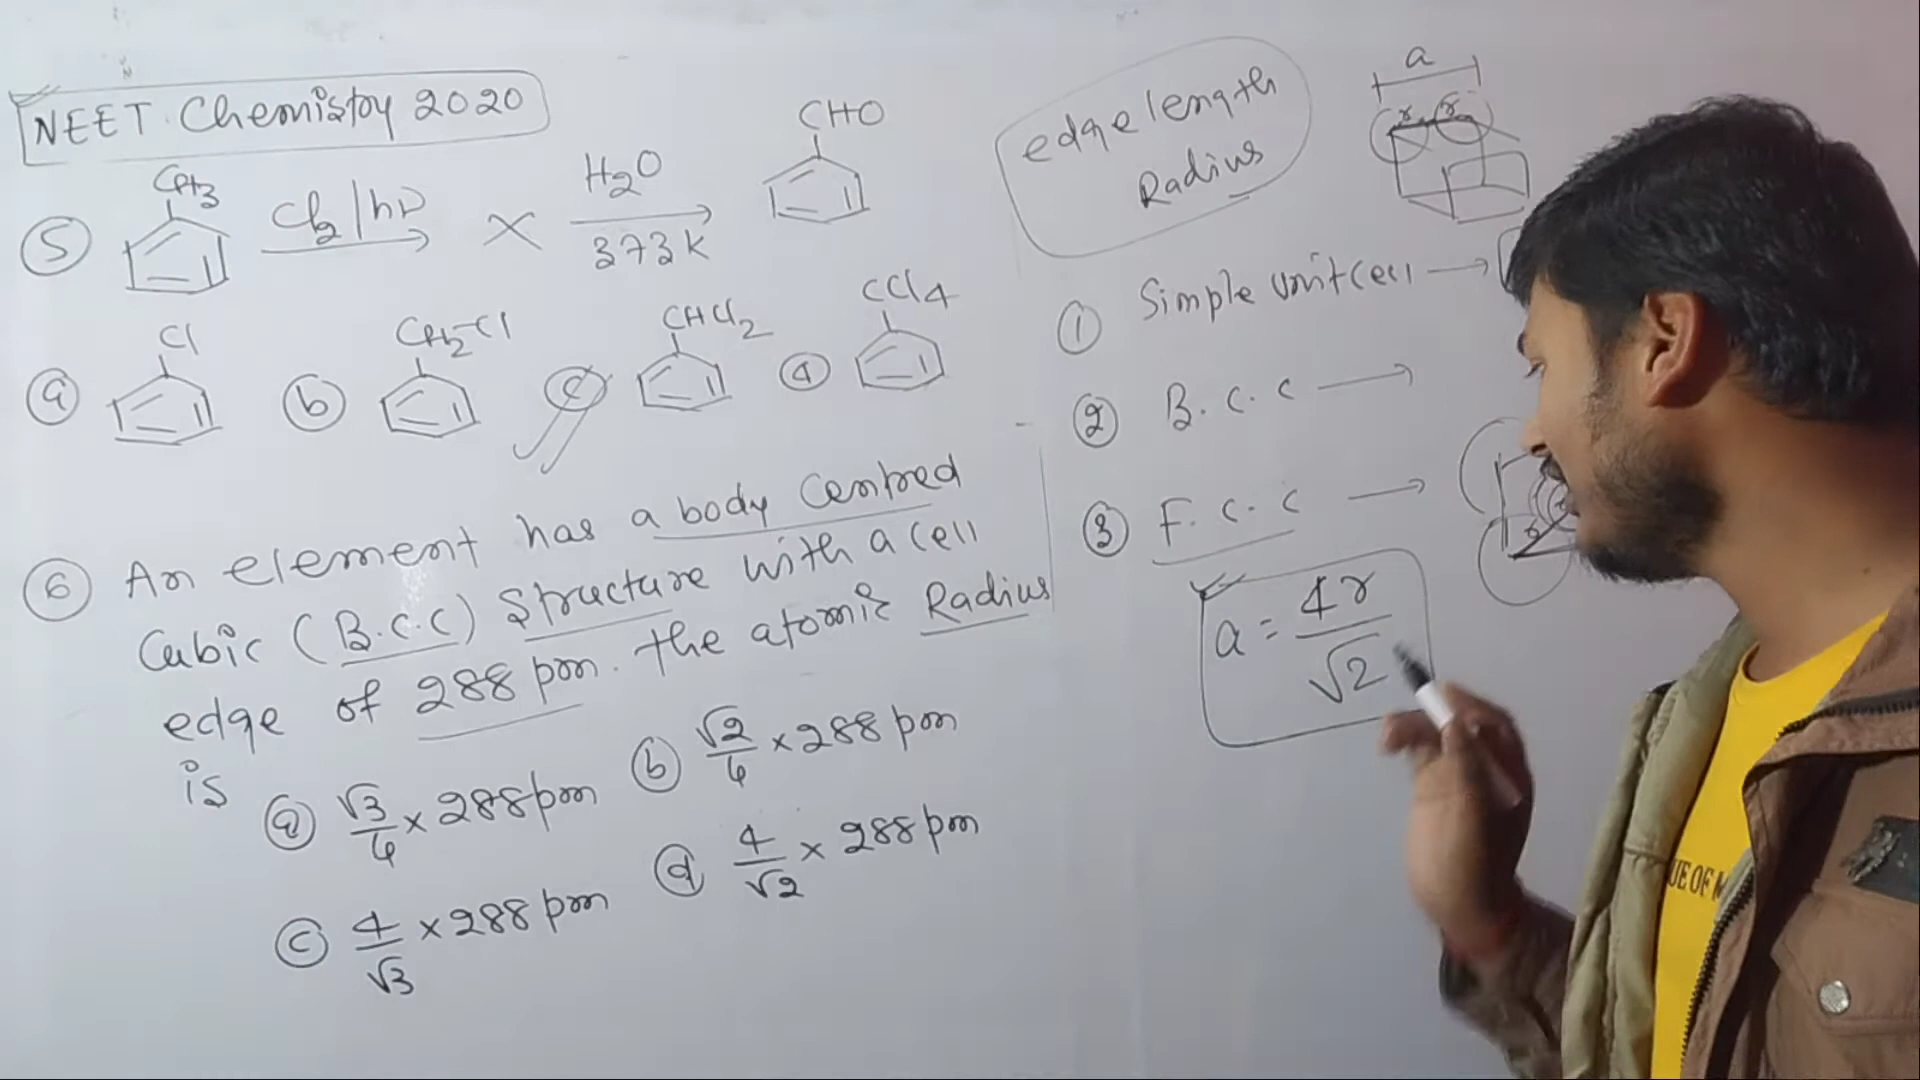 NEET Chemistry 2020
5 CH3 Cl2/hν X H2O 373K CHO
a Cl b CH2-Cl c CHCl2 d CCl4
6 An element has a body Centred
Cubic (B.C.C) Structure with a cell
edge of 288 pm. The atomic Radius
is
a √3/4 × 288 pm b √2/4 × 288 pm
c 4/√3 × 288 pm d 4/√2 × 288 pm
edge length
Radius
a
r r
1 Simple Unit Cell →
2 B.C.C →
3 F.C.C →
a = 4r/√2